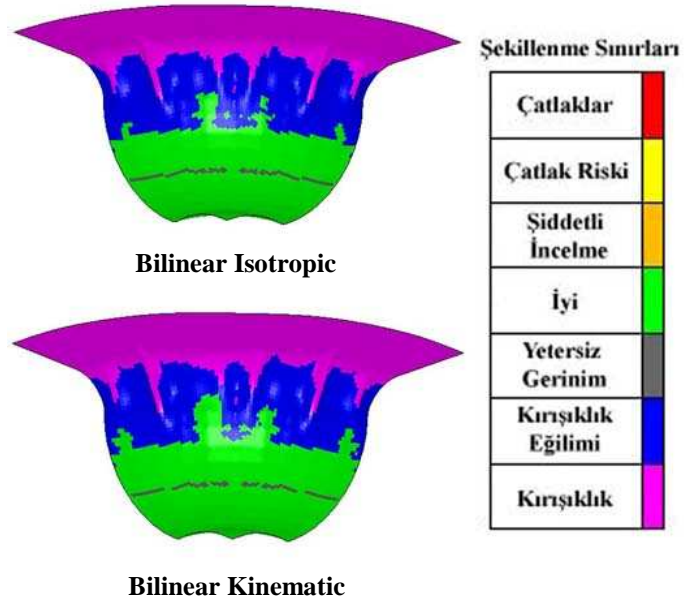 Şekillenme Sınırları
Çatlaklar
Çatlak Riski
Şiddetli
İncelme
İyi
Yetersiz
Gerinim
Kırışıklık
Eğilimi
Kırışıklık
Bilinear Isotropic
Bilinear Kinematic